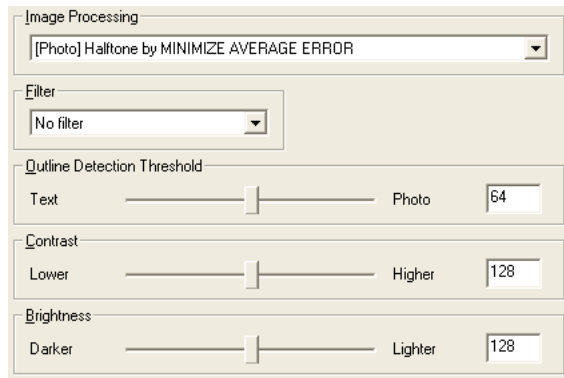 Image Processing
[Photo] Halftone by MINIMIZE AVERAGE ERROR
Filter
No filter
Outline Detection Threshold
Text Photo 64
Contrast
Lower Higher 128
Brightness
Darker Lighter 128